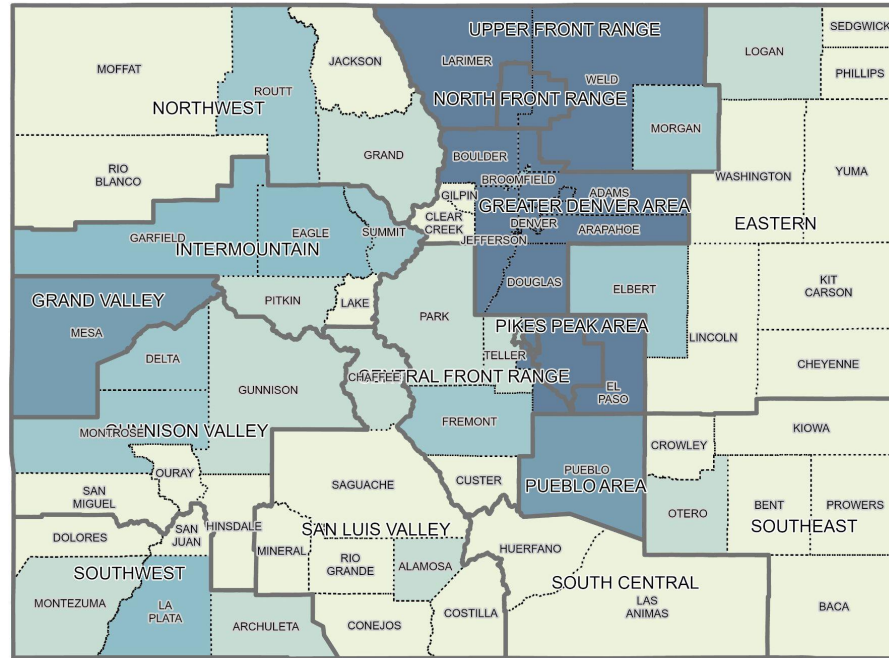 UPPER FRONT RANGE
SEDGWICK
LOGAN
JACKSON
LARIMER
MOFFAT
PHILLIPS
WELD
ROUTT
NORTH FRONT RANGE
NORTHWEST
MORGAN
GRAND
BOULDER
RIO
BLANCO
WASHINGTON
YUMA
BROOMFIELD
GILPIN
ADAMS
GREATER DENVER AREA
CLEAR
CREEK
DENVER
EASTERN
GARFIELD
EAGLE
SUMMIT
JEFFERSON
ARAPAHOE
INTERMOUNTAIN
DOUGLAS
ELBERT
KIT
CARSON
GRAND VALLEY
PITKIN
LAKE
PARK
MESA
PIKES PEAK AREA
LINCOLN
DELTA
TELLER
CHEYENNE
GUNNISON
CHAFFEE
CENTRAL FRONT RANGE
EL
PASO
FREMONT
MONTROSE
GUNNISON VALLEY
KIOWA
CROWLEY
OURAY
PUEBLO
CUSTER
SAGUACHE
PUEBLO AREA
SAN
MIGUEL
BENT
PROWERS
OTERO
SOUTHEAST
HINSDALE
SAN LUIS VALLEY
DOLORES
SAN
JUAN
MINERAL
HUERFANO
RIO
GRANDE
ALAMOSA
SOUTHWEST
SOUTH CENTRAL
MONTEZUMA
LA
PLATA
LAS
ANIMAS
BACA
COSTILLA
ARCHULETA
CONEJOS